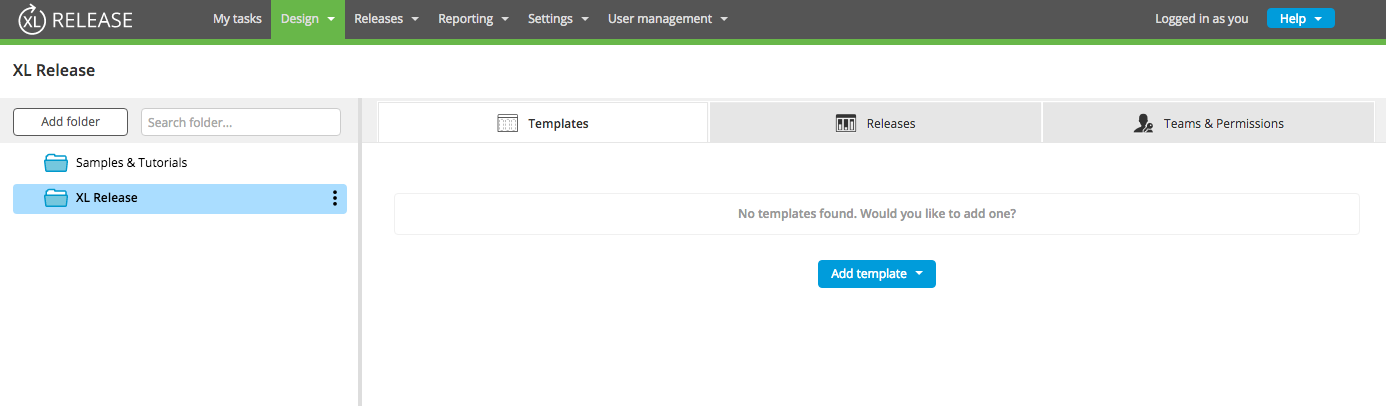 XL RELEASE My tasks Design Releases Reporting Settings User management Logged in as you Help
XL Release
Add folder Search folder... Templates Releases Teams & Permissions
Samples & Tutorials
XL Release
No templates found. Would you like to add one?
Add template